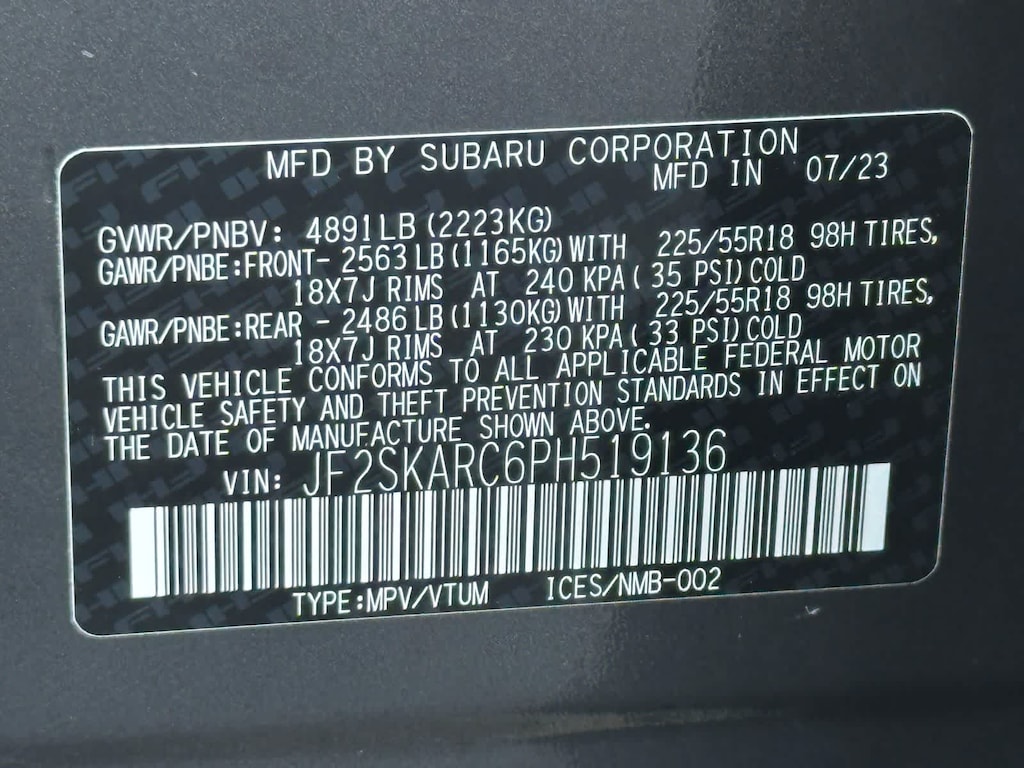 MFD BY SUBARU CORPORATION
MFD IN 07/23
GVWR/PNBV: 4891LB (2223KG)
GAWR/PNBE:FRONT- 2563 LB (1165KG) WITH 225/55R18 98H TIRES,
18X7J RIMS AT 240 KPA ( 35 PSI) COLD
GAWR/PNBE:REAR - 2486 LB (1130KG) WITH 225/55R18 98H TIRES,
18X7J RIMS AT 230 KPA ( 33 PSI) COLD
THIS VEHICLE CONFORMS TO ALL APPLICABLE FEDERAL MOTOR
VEHICLE SAFETY AND THEFT PREVENTION STANDARDS IN EFFECT ON
THE DATE OF MANUFACTURE SHOWN ABOVE.
VIN: JF2SKARC6PH519136
TYPE:MPV/VTUM ICES/NMB-002